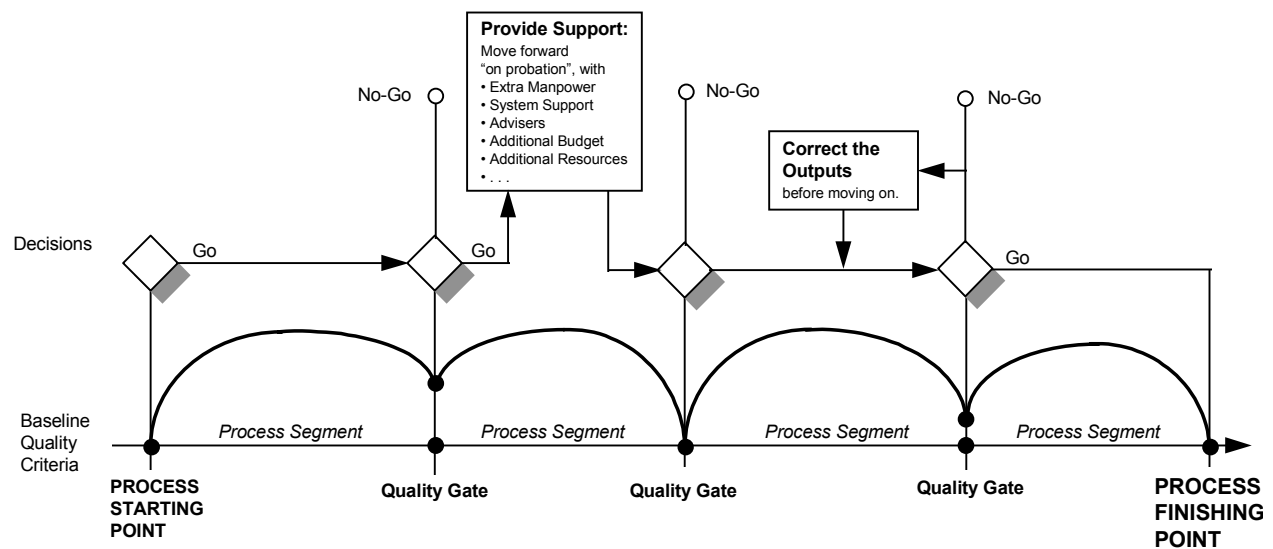 Provide Support:
Move forward
“on probation”, with
• Extra Manpower
• System Support
• Advisers
• Additional Budget
• Additional Resources
• . . .
No-Go
No-Go
No-Go
Correct the
Outputs
before moving on.
Decisions
Go
Go
Go
Baseline
Quality
Criteria
Process Segment
Process Segment
Process Segment
Process Segment
PROCESS
STARTING
POINT
Quality Gate
Quality Gate
Quality Gate
PROCESS
FINISHING
POINT